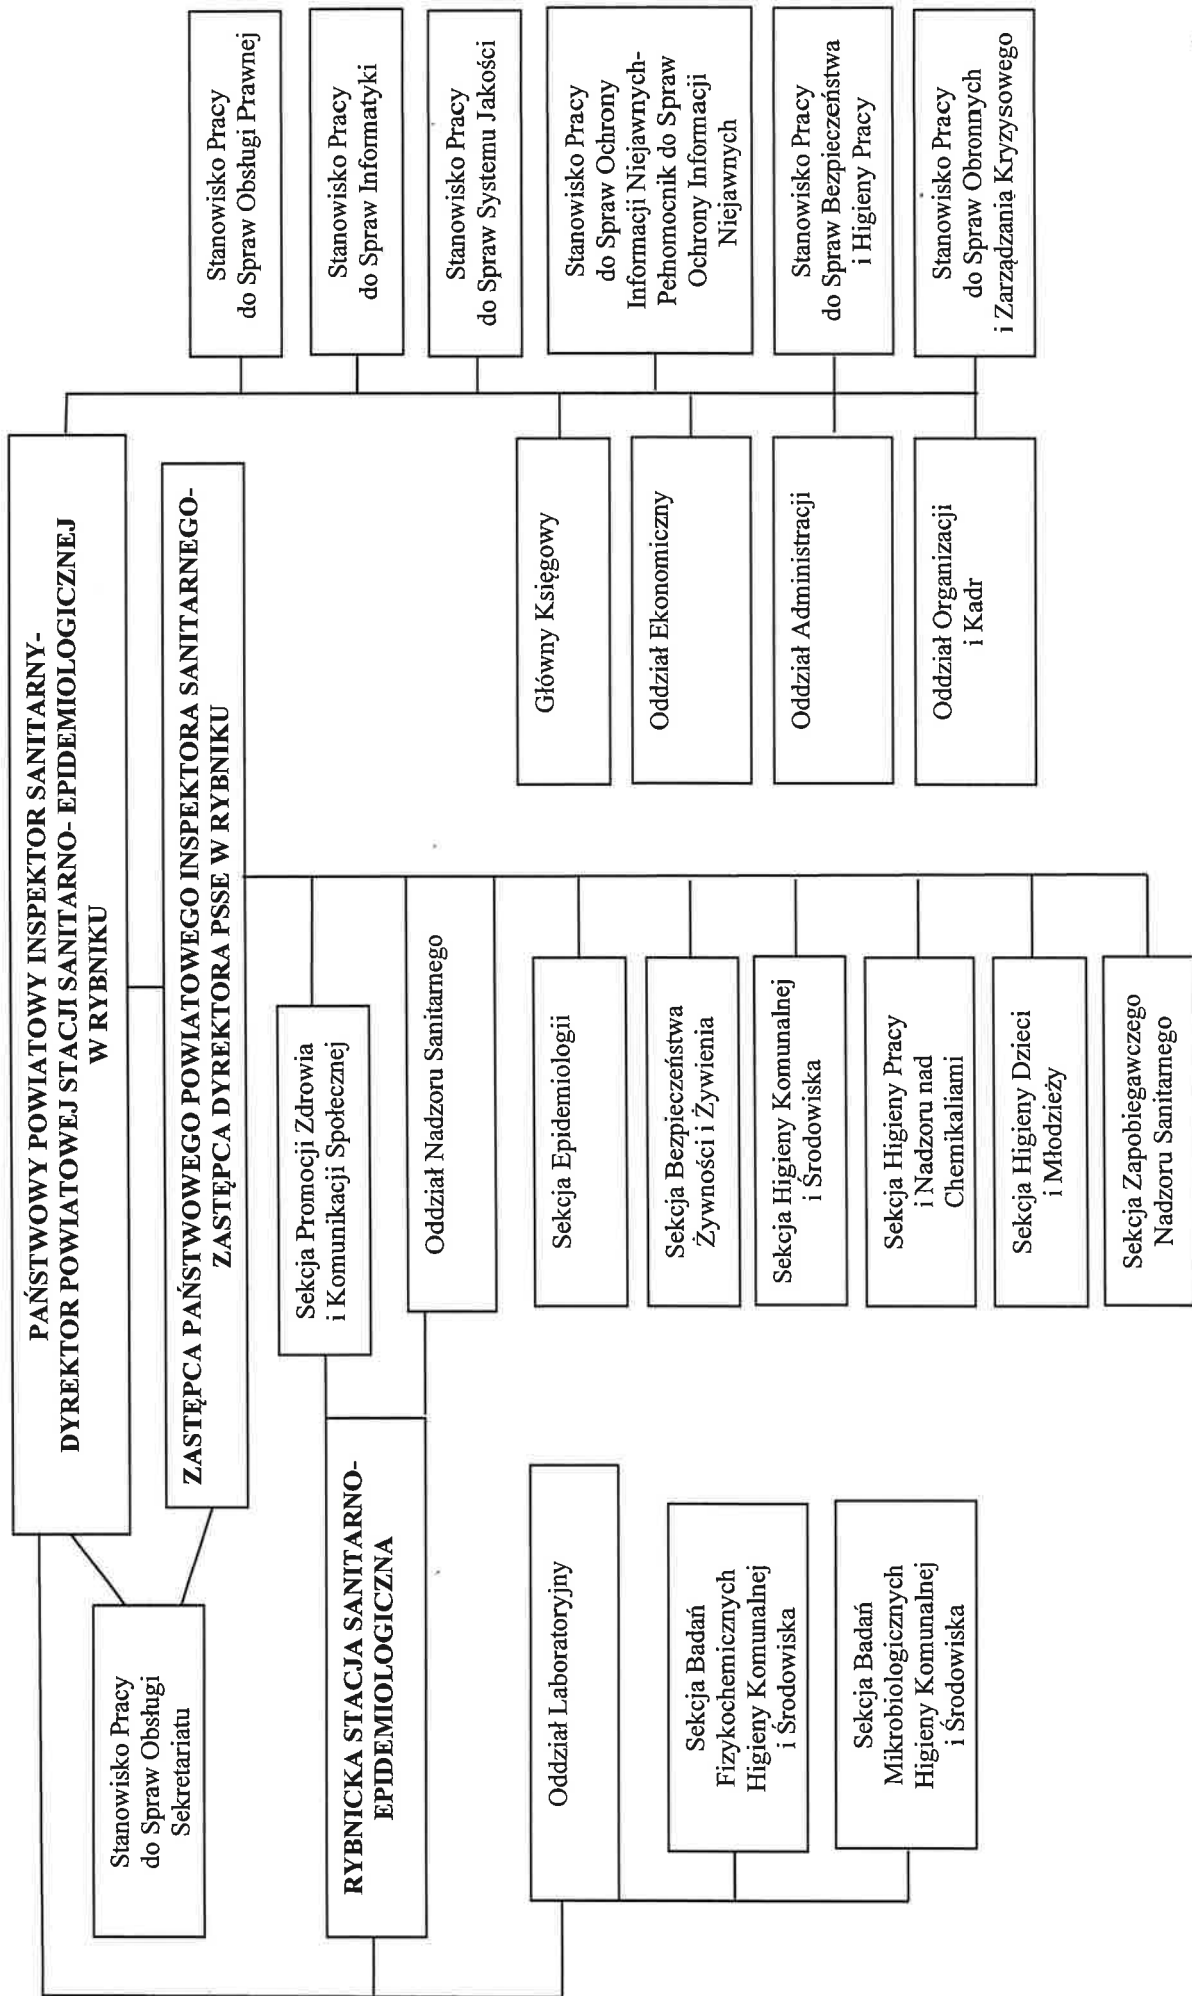 PAŃSTWOWY POWIATOWY INSPEKTOR SANITARNY-
DYREKTOR POWIATOWEJ STACJI SANITARNO- EPIDEMIOLOGICZNEJ
W RYBNIKU
ZASTĘPCA PAŃSTWOWEGO POWIATOWEGO INSPEKTORA SANITARNEGO-
ZASTĘPCA DYREKTORA PSSE W RYBNIKU
Stanowisko Pracy
do Spraw Obsługi
Sekretariatu
RYBNICKA STACJA SANITARNO-
EPIDEMIOLOGICZNA
Oddział Laboratoryjny
Sekcja Badań
Fizykochemicznych
Higieny Komunalnej
i Środowiska
Sekcja Badań
Mikrobiologicznych
Higieny Komunalnej
i Środowiska
Sekcja Promocji Zdrowia
i Komunikacji Społecznej
Oddział Nadzoru Sanitarnego
Sekcja Epidemiologii
Sekcja Bezpieczeństwa
Żywności i Żywienia
Sekcja Higieny Komunalnej
i Środowiska
Sekcja Higieny Pracy
i Nadzoru nad
Chemikaliami
Sekcja Higieny Dzieci
i Młodzieży
Sekcja Zapobiegawczego
Nadzoru Sanitarnego
Główny Księgowy
Oddział Ekonomiczny
Oddział Administracji
Oddział Organizacji
i Kadr
Stanowisko Pracy
do Spraw Obsługi Prawnej
Stanowisko Pracy
do Spraw Informatyki
Stanowisko Pracy
do Spraw Systemu Jakości
Stanowisko Pracy
do Spraw Ochrony
Informacji Niejawnych-
Pełnomocnik do Spraw
Ochrony Informacji
Niejawnych
Stanowisko Pracy
do Spraw Bezpieczeństwa
i Higieny Pracy
Stanowisko Pracy
do Spraw Obronnych
i Zarządzania Kryzysowego